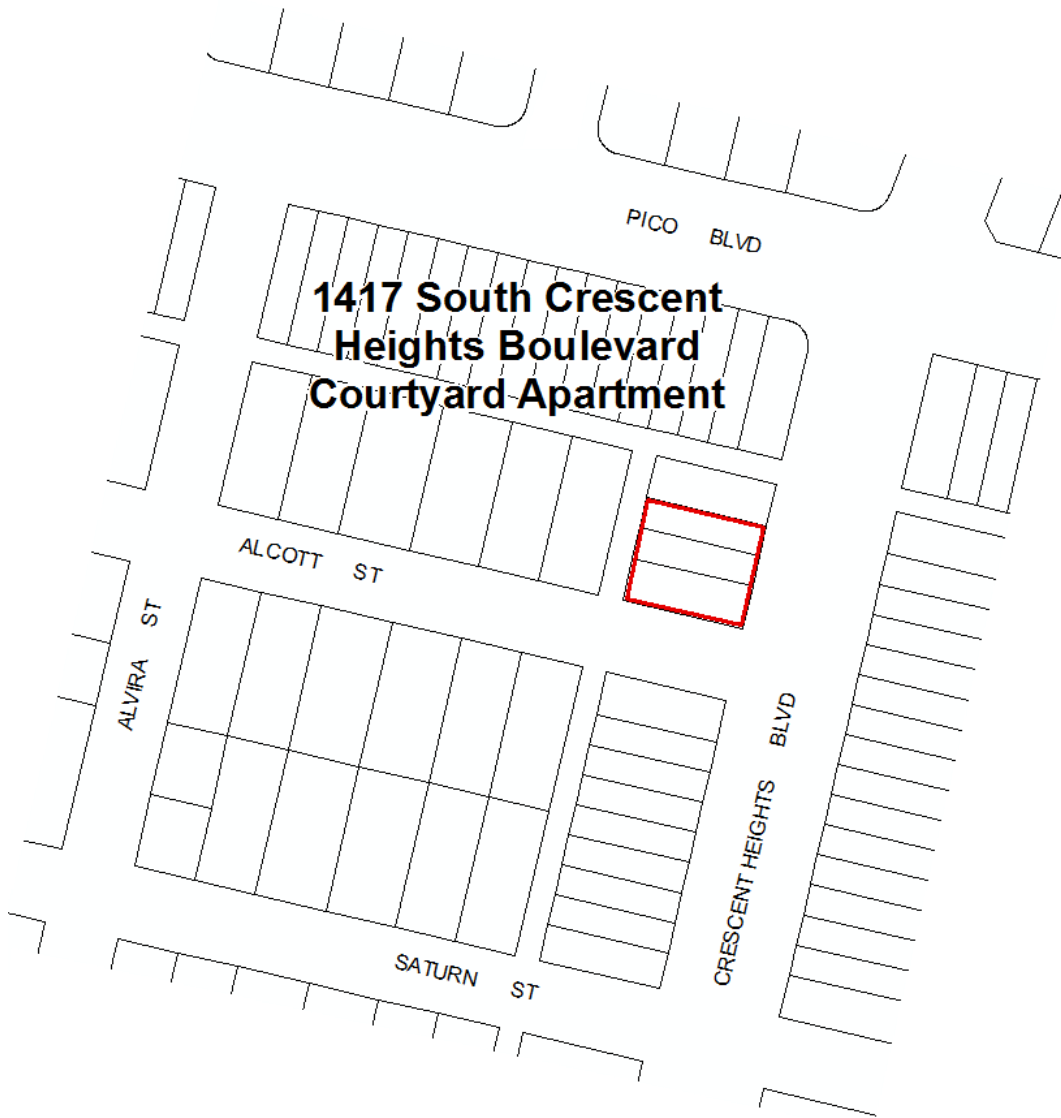 PICO BLVD
1417 South Crescent
Heights Boulevard
Courtyard Apartment
ALCOTT ST
ALVIRA ST
CRESCENT HEIGHTS BLVD
SATURN ST